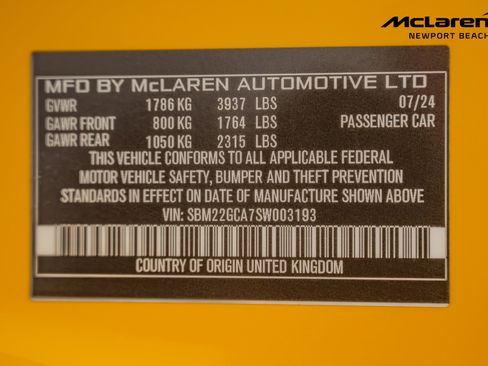 McLaren
NEWPORT BEACH
MFD BY McLAREN AUTOMOTIVE LTD
GVWR 1786 KG 3937 LBS 07/24
GAWR FRONT 800 KG 1764 LBS PASSENGER CAR
GAWR REAR 1050 KG 2315 LBS
THIS VEHICLE CONFORMS TO ALL APPLICABLE FEDERAL
MOTOR VEHICLE SAFETY, BUMPER AND THEFT PREVENTION
STANDARDS IN EFFECT ON DATE OF MANUFACTURE SHOWN ABOVE
VIN: SBM22GCA7SW003193
COUNTRY OF ORIGIN UNITED KINGDOM